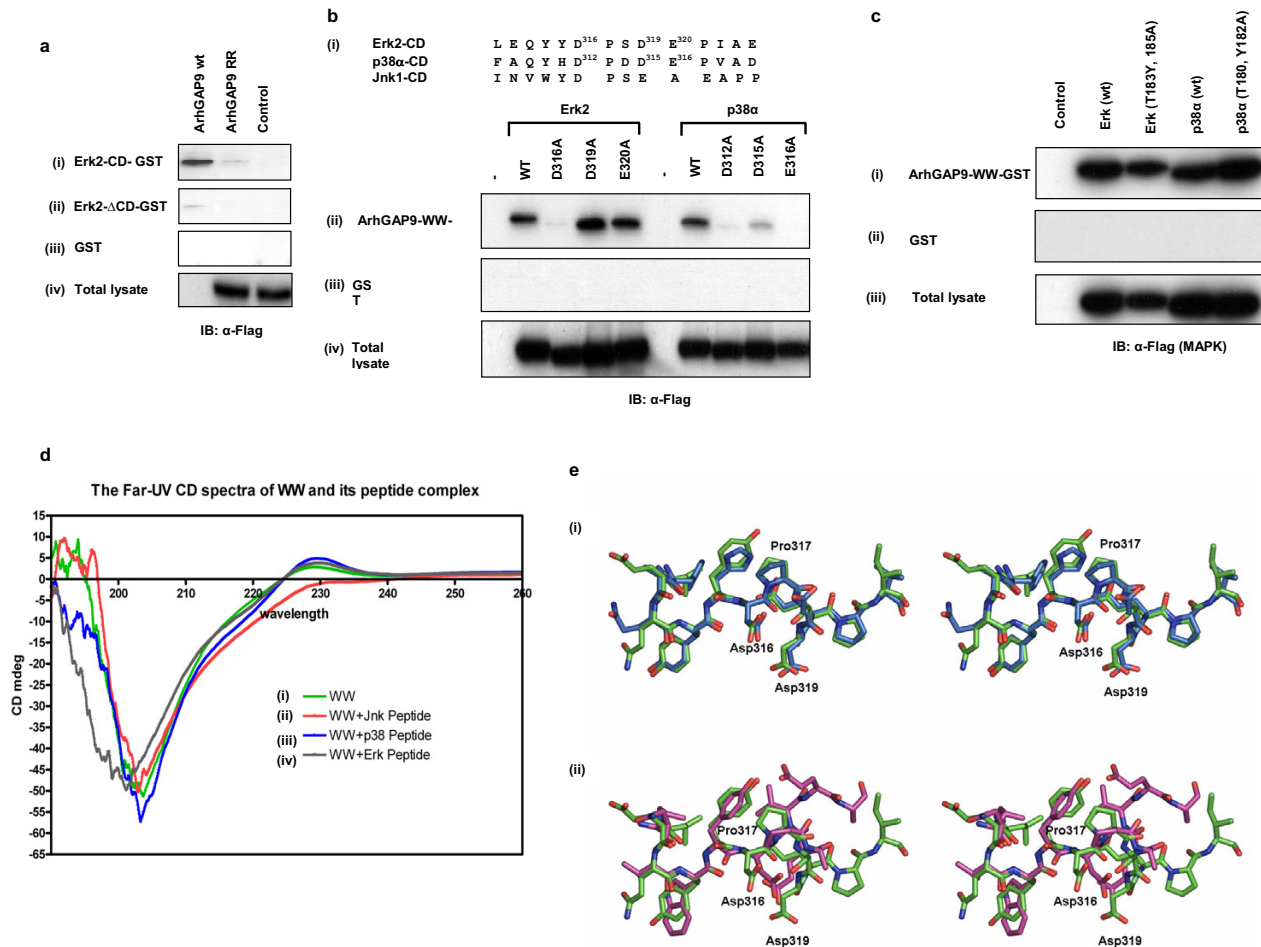 a
ArhGAP9 wt
ArhGAP9 RR
Control
(i) Erk2-CD- GST
(ii) Erk2-ΔCD-GST
(iii) GST
(iv) Total lysate
IB: α-Flag
b
(i) Erk2-CD L E Q Y Y D³¹⁶ P S D³¹⁹ E³²⁰ P I A E
p38α-CD F A Q Y H D³¹² P D D³¹⁵ E³¹⁶ P V A D
Jnk1-CD I N V W Y D P S E A E A P P
Erk2 p38α
- WT D316A D319A E320A - WT D312A D315A E316A
(ii) ArhGAP9-WW-
(iii) GS
T
(iv) Total
lysate
IB: α-Flag
c
Control
Erk (wt)
Erk (T183Y, 185A)
p38α (wt)
p38α (T180, Y182A)
(i) ArhGAP9-WW-GST
(ii) GST
(iii) Total lysate
IB: α-Flag (MAPK)
d
The Far-UV CD spectra of WW and its peptide complex
CD mdeg
15
10
5
0
-5
-10
-15
-20
-25
-30
-35
-40
-45
-50
-55
-60
-65
200 210 220 230 240 250 260
wavelength
(i) WW
(ii) WW+Jnk Peptide
(iii) WW+p38 Peptide
(iv) WW+Erk Peptide
e
(i)
Pro317 Pro317
Asp316 Asp316
Asp319 Asp319
(ii)
Pro317 Pro317
Asp316 Asp316
Asp319 Asp319